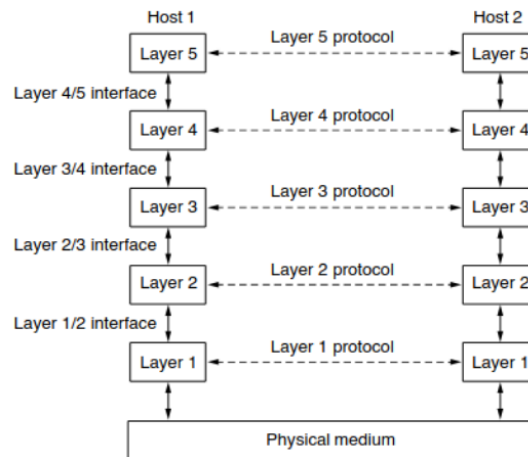 Host 1 Host 2
Layer 5 protocol
Layer 5 Layer 5
Layer 4/5 interface
Layer 4 protocol
Layer 4 Layer 4
Layer 3/4 interface
Layer 3 protocol
Layer 3 Layer 3
Layer 2/3 interface
Layer 2 protocol
Layer 2 Layer 2
Layer 1/2 interface
Layer 1 protocol
Layer 1 Layer 1
Physical medium